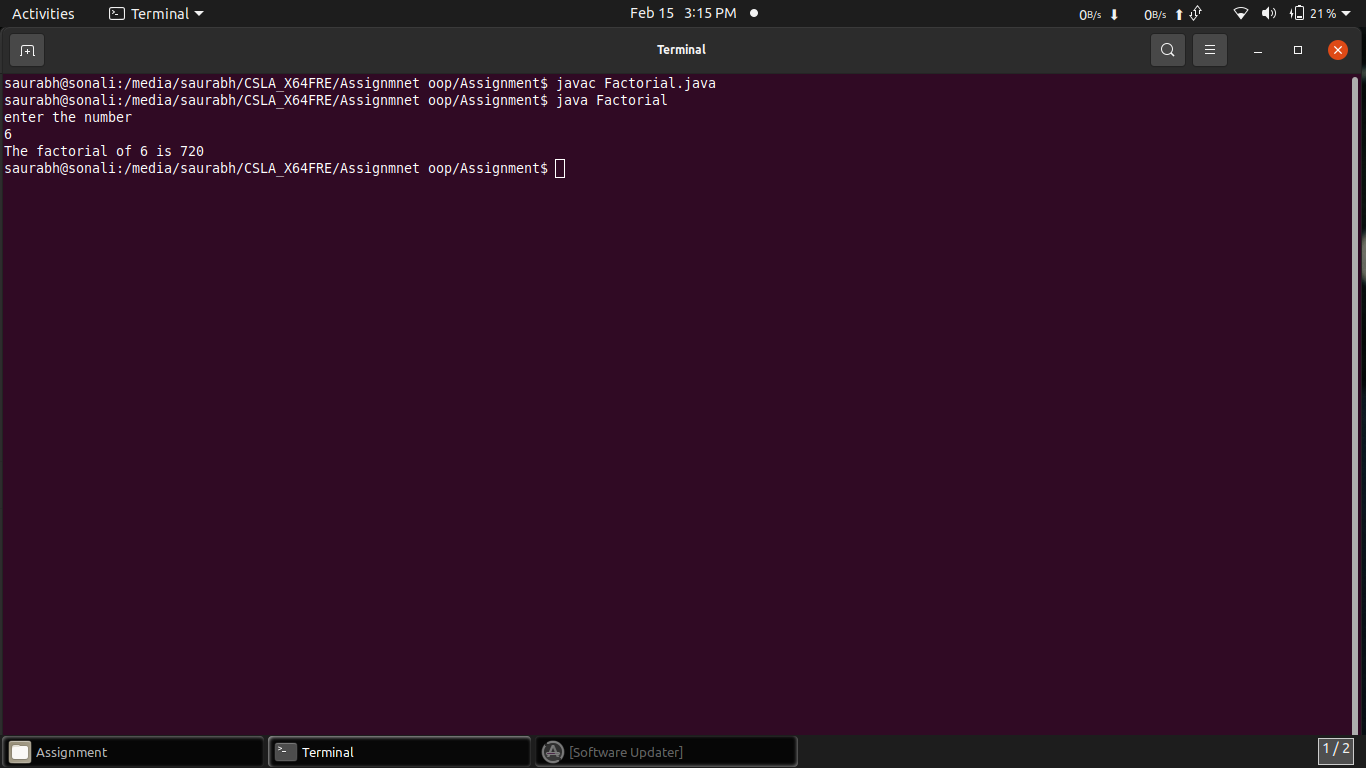 Activities Terminal Feb 15 3:15 PM 0B/s 0B/s 21 %
Terminal
saurabh@sonali:/media/saurabh/CSLA_X64FRE/Assignmnet oop/Assignment$ javac Factorial.java
saurabh@sonali:/media/saurabh/CSLA_X64FRE/Assignmnet oop/Assignment$ java Factorial
enter the number
6
The factorial of 6 is 720
saurabh@sonali:/media/saurabh/CSLA_X64FRE/Assignmnet oop/Assignment$
Assignment Terminal [Software Updater] 1 / 2